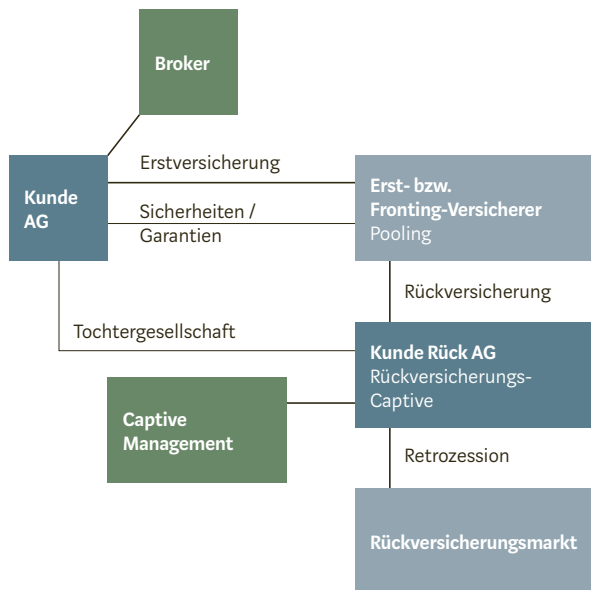 Broker
Kunde
AG
Erstversicherung
Sicherheiten /
Garantien
Erst- bzw.
Fronting-Versicherer
Pooling
Rückversicherung
Tochtergesellschaft
Kunde Rück AG
Rückversicherungs-
Captive
Captive
Management
Retrozession
Rückversicherungsmarkt